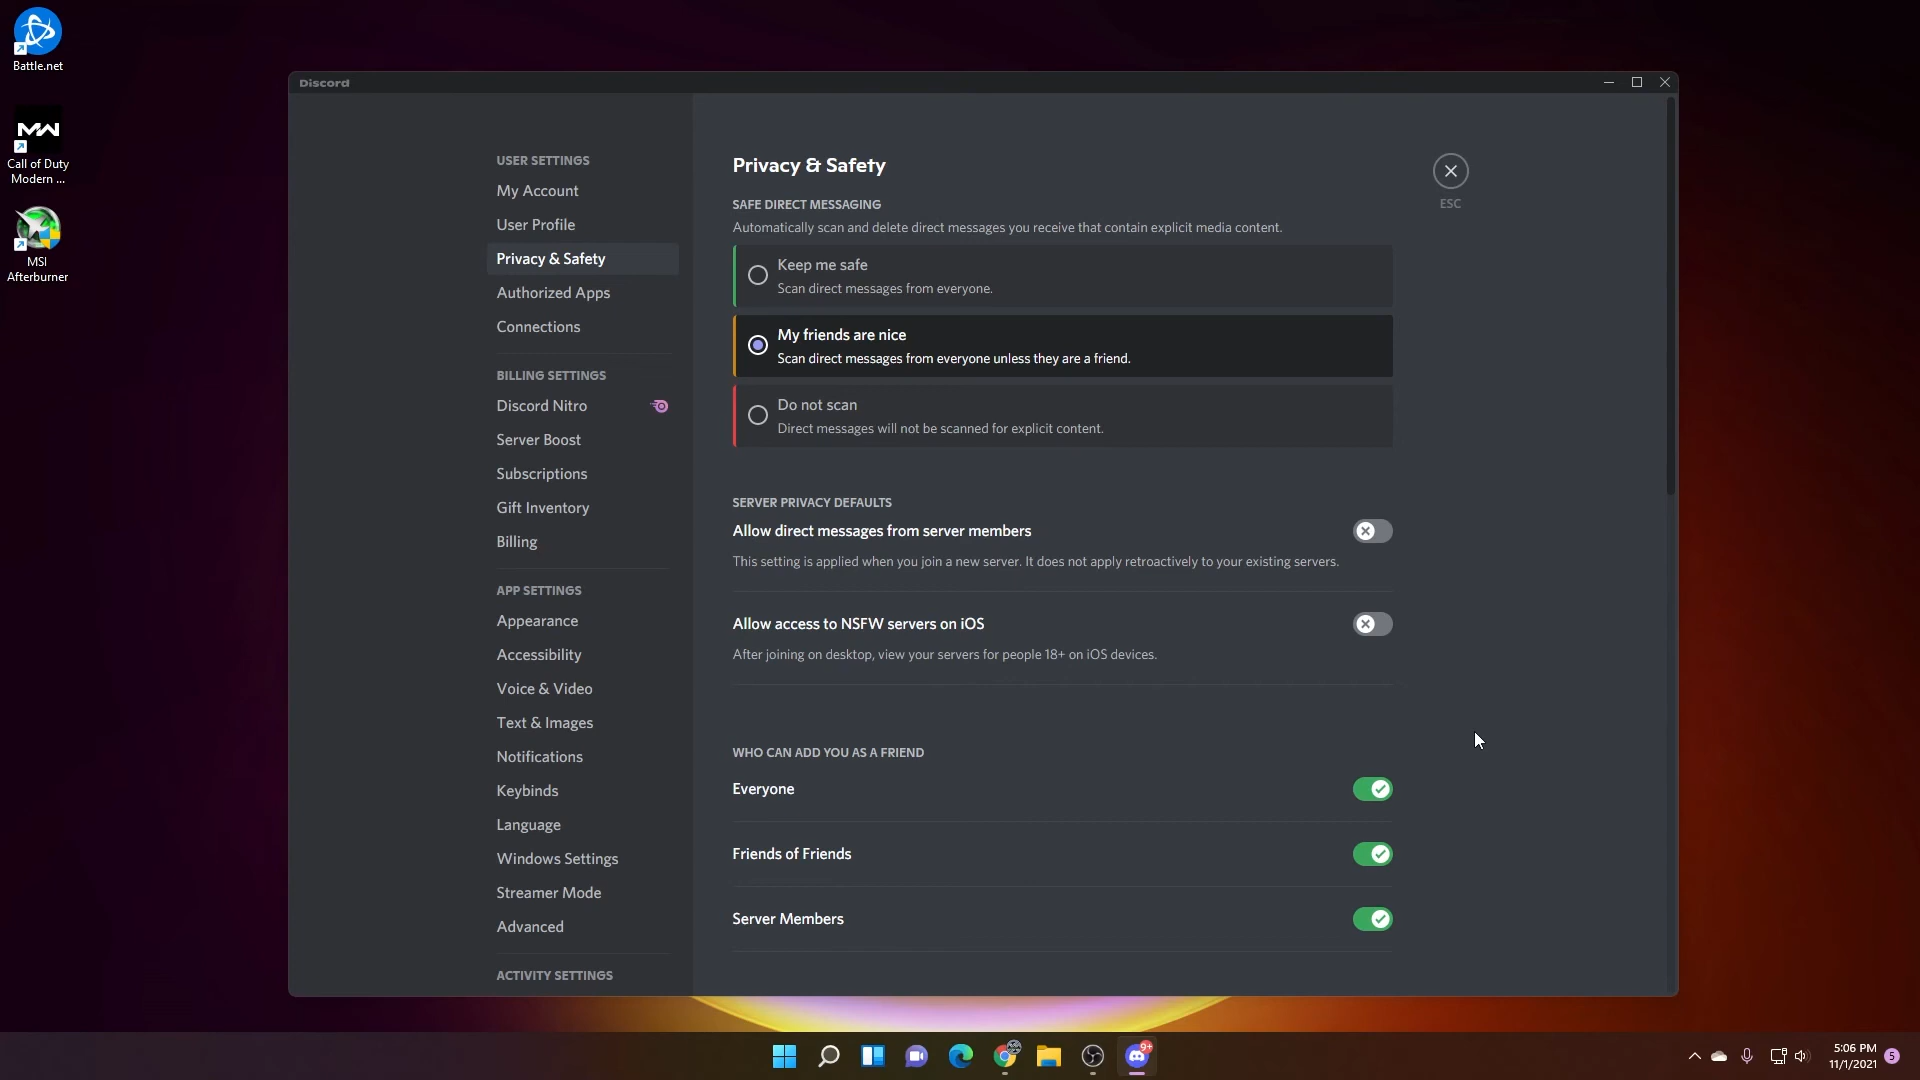 Battle.net
Call of Duty
Modern ...
MSI
Afterburner
Discord
USER SETTINGS
My Account
User Profile
Privacy & Safety
Authorized Apps
Connections
BILLING SETTINGS
Discord Nitro
Server Boost
Subscriptions
Gift Inventory
Billing
APP SETTINGS
Appearance
Accessibility
Voice & Video
Text & Images
Notifications
Keybinds
Language
Windows Settings
Streamer Mode
Advanced
ACTIVITY SETTINGS
Privacy & Safety
ESC
SAFE DIRECT MESSAGING
Automatically scan and delete direct messages you receive that contain explicit media content.
Keep me safe
Scan direct messages from everyone.
My friends are nice
Scan direct messages from everyone unless they are a friend.
Do not scan
Direct messages will not be scanned for explicit content.
SERVER PRIVACY DEFAULTS
Allow direct messages from server members
This setting is applied when you join a new server. It does not apply retroactively to your existing servers.
Allow access to NSFW servers on iOS
After joining on desktop, view your servers for people 18+ on iOS devices.
WHO CAN ADD YOU AS A FRIEND
Everyone
Friends of Friends
Server Members
9+
5:06 PM
11/1/2021
5